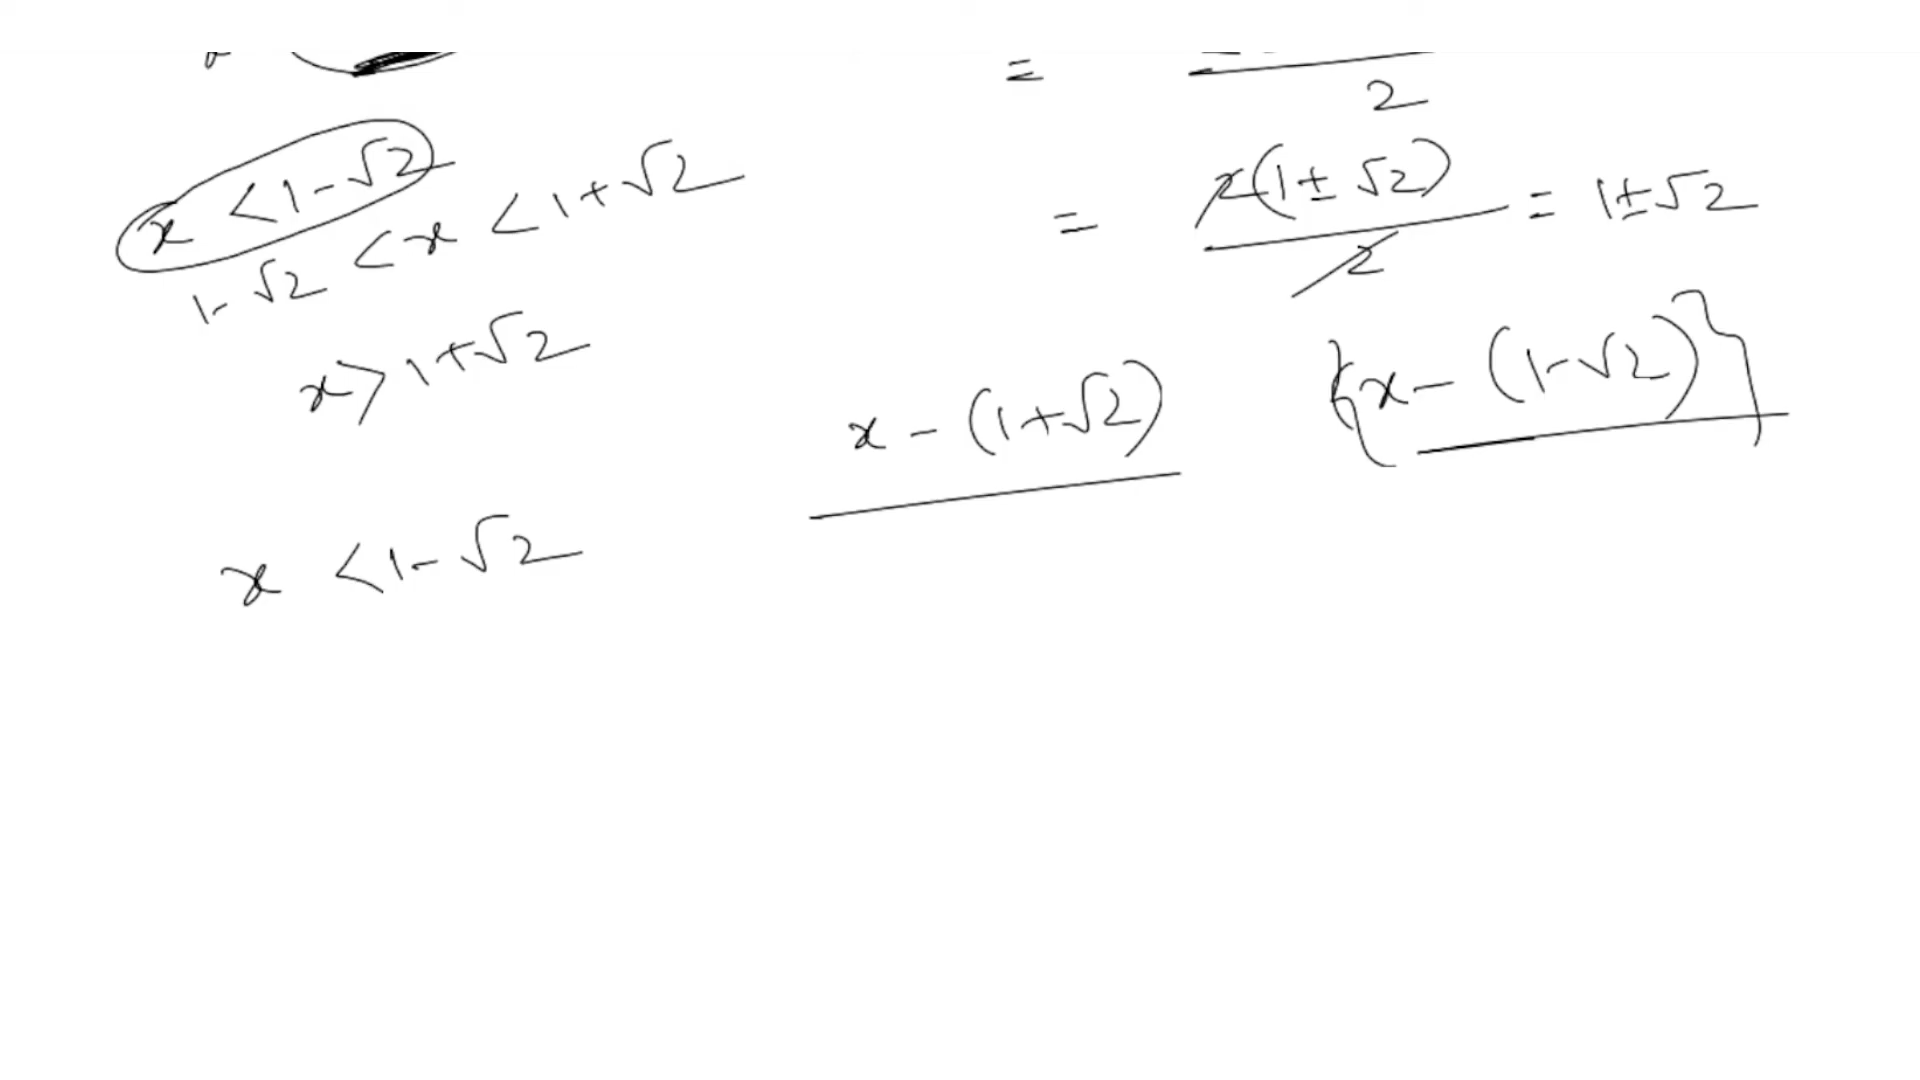 = 2
x < 1 - √2
1 - √2 < x < 1 + √2
x > 1 + √2
= 2(1 ± √2) / 2 = 1 ± √2
x - (1 + √2) {x - (1 - √2)}
x < 1 - √2